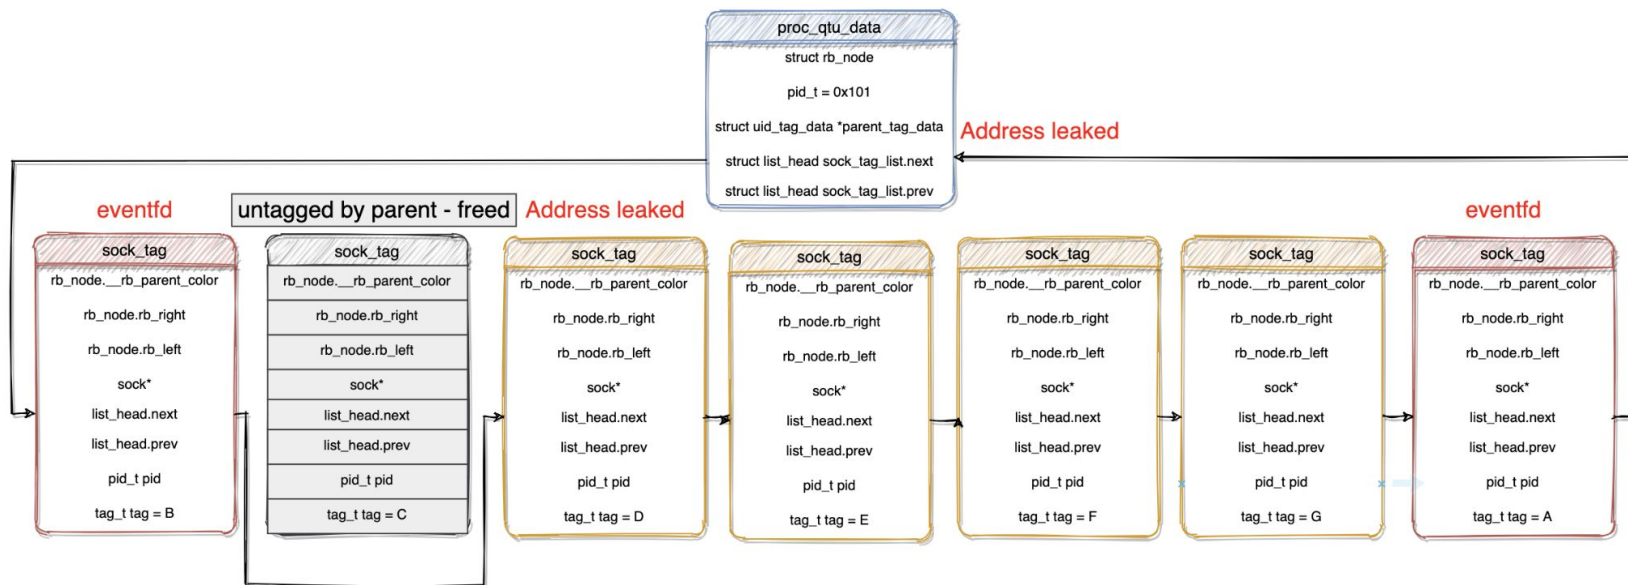 proc_qtu_data
struct rb_node
pid_t = 0x101
struct uid_tag_data *parent_tag_data
struct list_head sock_tag_list.next
struct list_head sock_tag_list.prev
Address leaked
eventfd
sock_tag
rb_node.__rb_parent_color
rb_node.rb_right
rb_node.rb_left
sock*
list_head.next
list_head.prev
pid_t pid
tag_t tag = B
untagged by parent - freed
sock_tag
rb_node.__rb_parent_color
rb_node.rb_right
rb_node.rb_left
sock*
list_head.next
list_head.prev
pid_t pid
tag_t tag = C
Address leaked
sock_tag
rb_node.__rb_parent_color
rb_node.rb_right
rb_node.rb_left
sock*
list_head.next
list_head.prev
pid_t pid
tag_t tag = D
sock_tag
rb_node.__rb_parent_color
rb_node.rb_right
rb_node.rb_left
sock*
list_head.next
list_head.prev
pid_t pid
tag_t tag = E
sock_tag
rb_node.__rb_parent_color
rb_node.rb_right
rb_node.rb_left
sock*
list_head.next
list_head.prev
pid_t pid
tag_t tag = F
sock_tag
rb_node.__rb_parent_color
rb_node.rb_right
rb_node.rb_left
sock*
list_head.next
list_head.prev
pid_t pid
tag_t tag = G
eventfd
sock_tag
rb_node.__rb_parent_color
rb_node.rb_right
rb_node.rb_left
sock*
list_head.next
list_head.prev
pid_t pid
tag_t tag = A